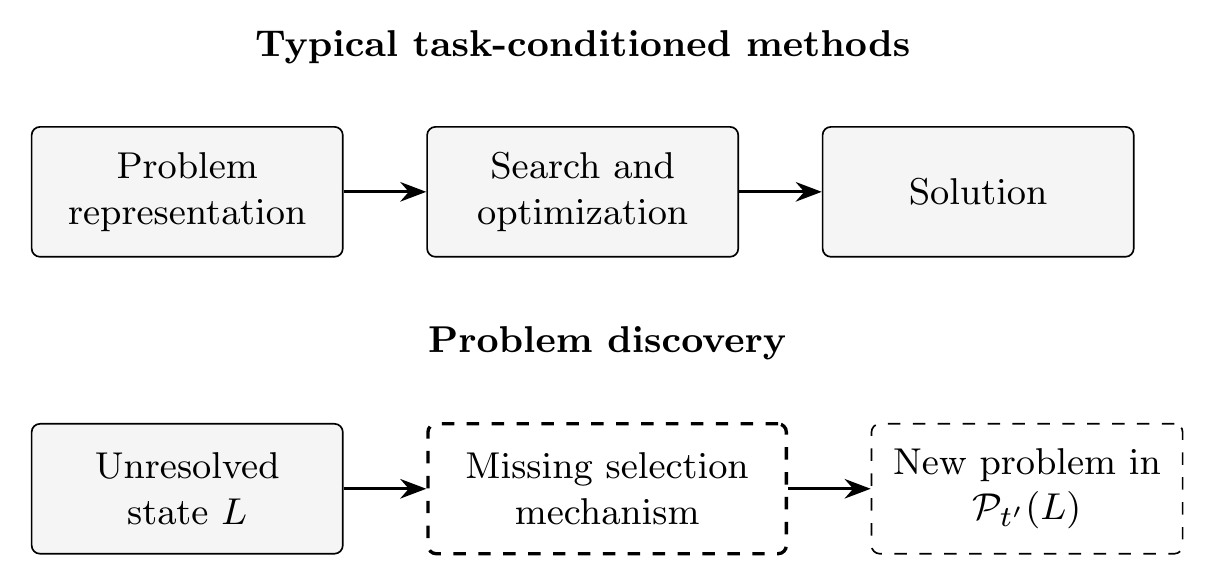 Typical task-conditioned methods
Problem
representation
Search and
optimization
Solution
Problem discovery
Unresolved
state L
Missing selection
mechanism
New problem in
𝒫ₜ′(L)